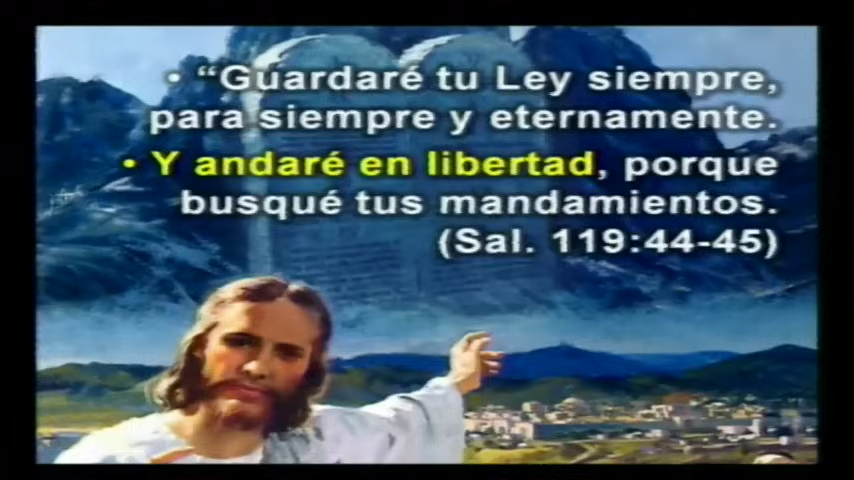 • “Guardaré tu Ley siempre,
para siempre y eternamente.
• Y andaré en libertad, porque
busqué tus mandamientos.
(Sal. 119:44-45)